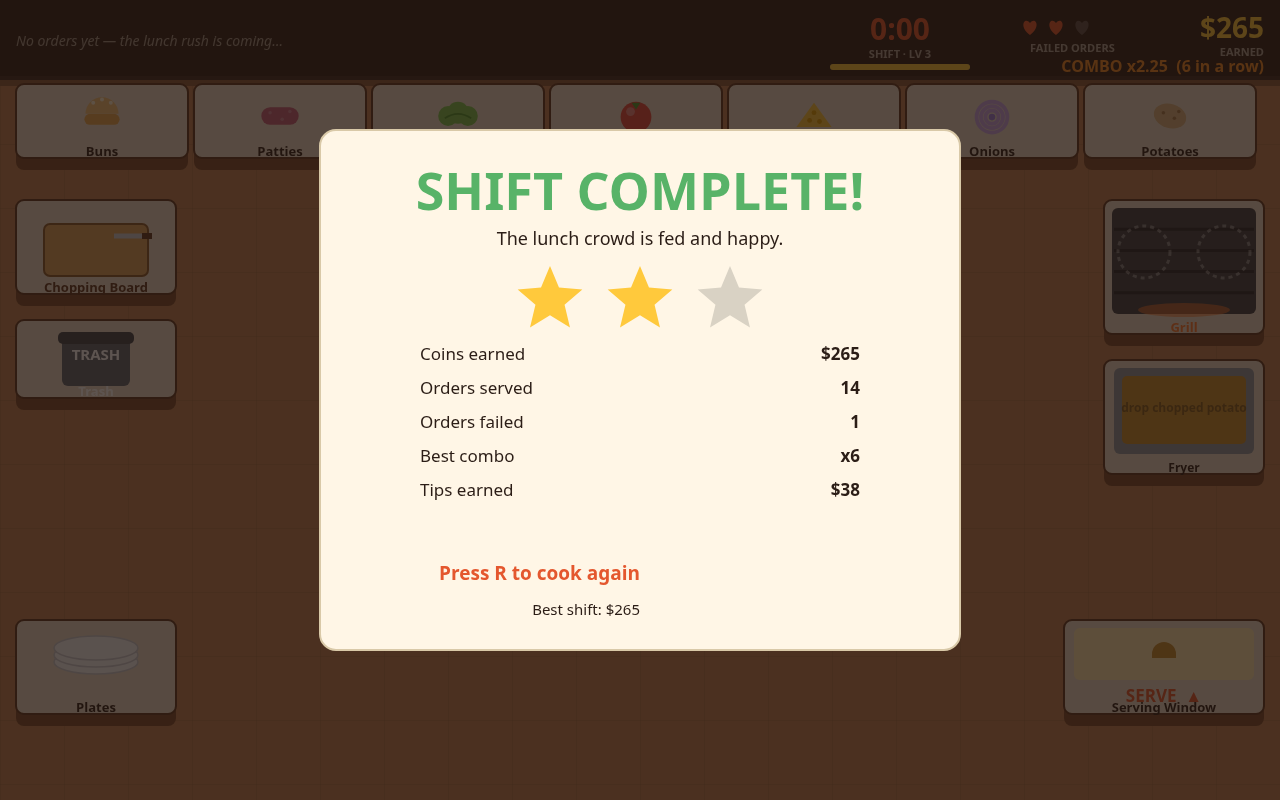 No orders yet — the lunch rush is coming...
0:00
SHIFT · LV 3
FAILED ORDERS
$265
EARNED
COMBO x2.25 (6 in a row)
Buns
Patties
Onions
Potatoes
Chopping Board
TRASH
Trash
Plates
Grill
drop chopped potato
Fryer
SERVE ▲
Serving Window
SHIFT COMPLETE!
The lunch crowd is fed and happy.
Coins earned $265
Orders served 14
Orders failed 1
Best combo x6
Tips earned $38
Press R to cook again
Best shift: $265